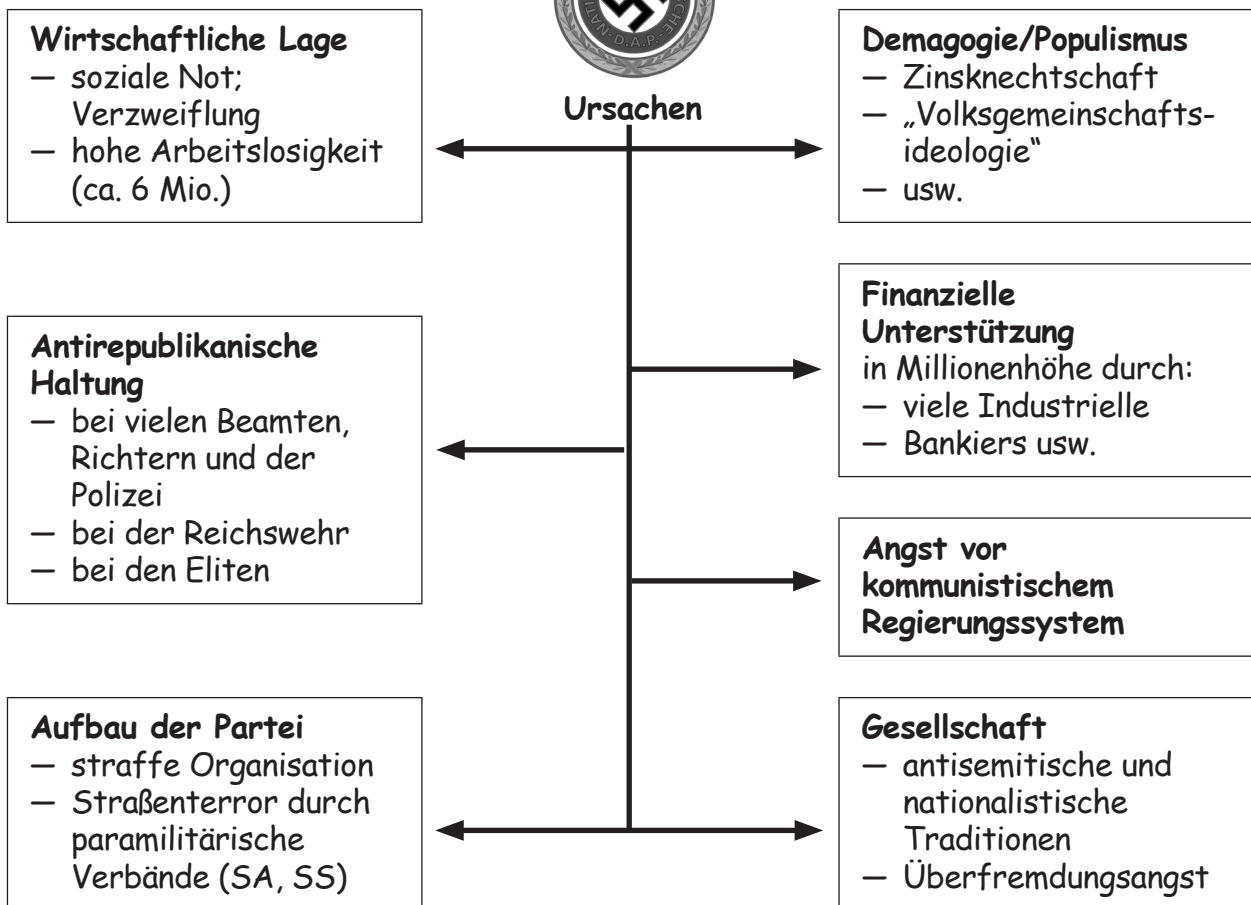 NATI
SCHE
D.A.P.
Ursachen
Wirtschaftliche Lage
— soziale Not;
Verzweiflung
— hohe Arbeitslosigkeit
(ca. 6 Mio.)
Antirepublikanische
Haltung
— bei vielen Beamten,
Richtern und der
Polizei
— bei der Reichswehr
— bei den Eliten
Aufbau der Partei
— straffe Organisation
— Straßenterror durch
paramilitärische
Verbände (SA, SS)
Demagogie/Populismus
— Zinsknechtschaft
— „Volksgemeinschafts-
ideologie“
— usw.
Finanzielle
Unterstützung
in Millionenhöhe durch:
— viele Industrielle
— Bankiers usw.
Angst vor
kommunistischem
Regierungssystem
Gesellschaft
— antisemitische und
nationalistische
Traditionen
— Überfremdungsangst